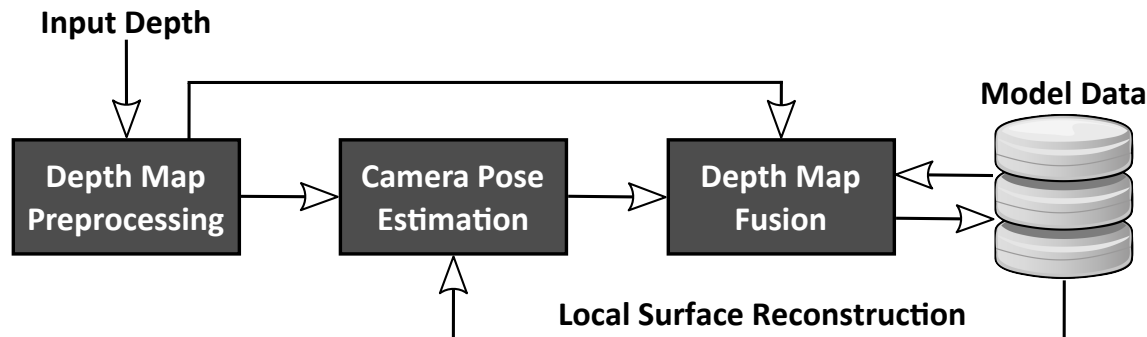 Input Depth
Model Data
Depth Map
Preprocessing
Camera Pose
Estimation
Depth Map
Fusion
Local Surface Reconstruction